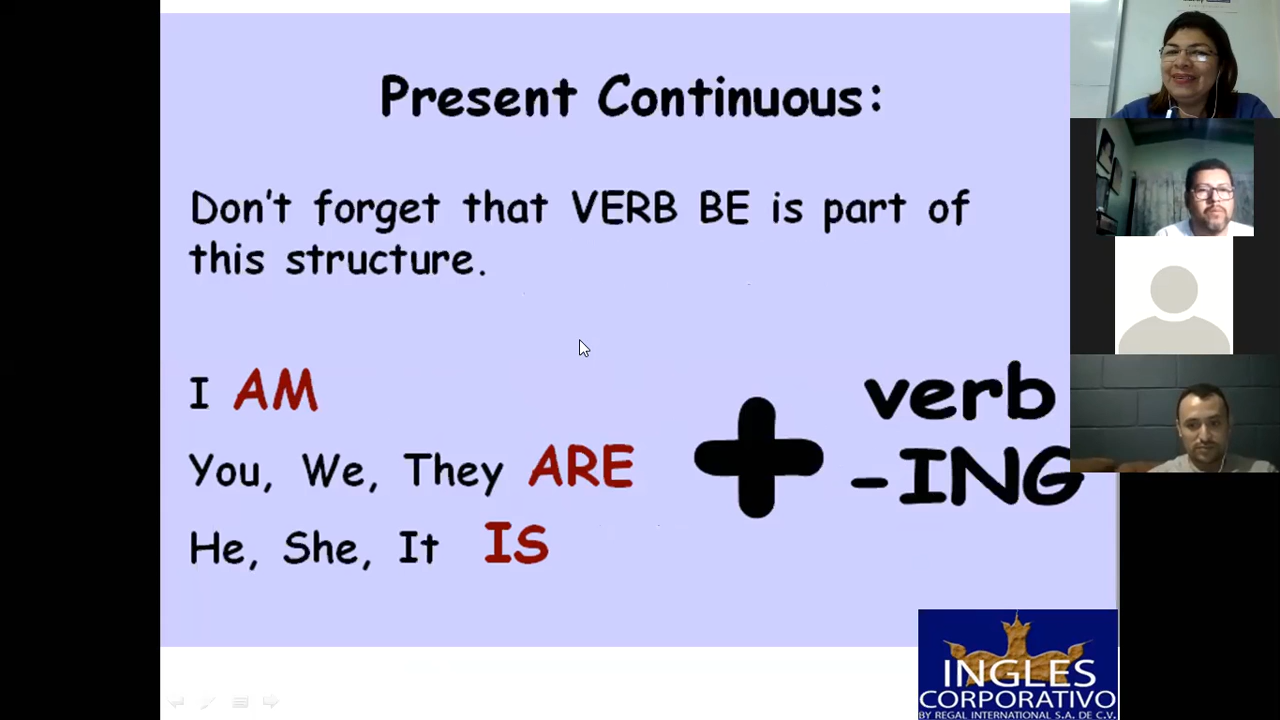 Present Continuous:
Don't forget that VERB BE is part of
this structure.
I AM
You, We, They ARE
He, She, It IS
verb
-ING
INGLES
CORPORATIVO
BY REGAL INTERNATIONAL S.A. DE C.V.